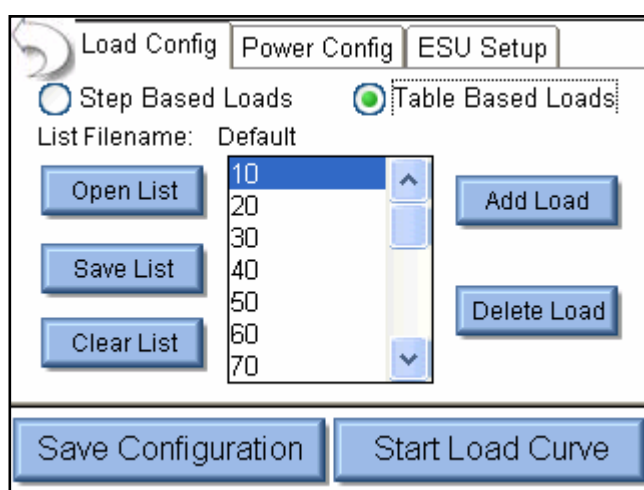 Load Config Power Config ESU Setup
Step Based Loads Table Based Loads
List Filename: Default
Open List
Save List
Clear List
10
20
30
40
50
60
70
Add Load
Delete Load
Save Configuration Start Load Curve